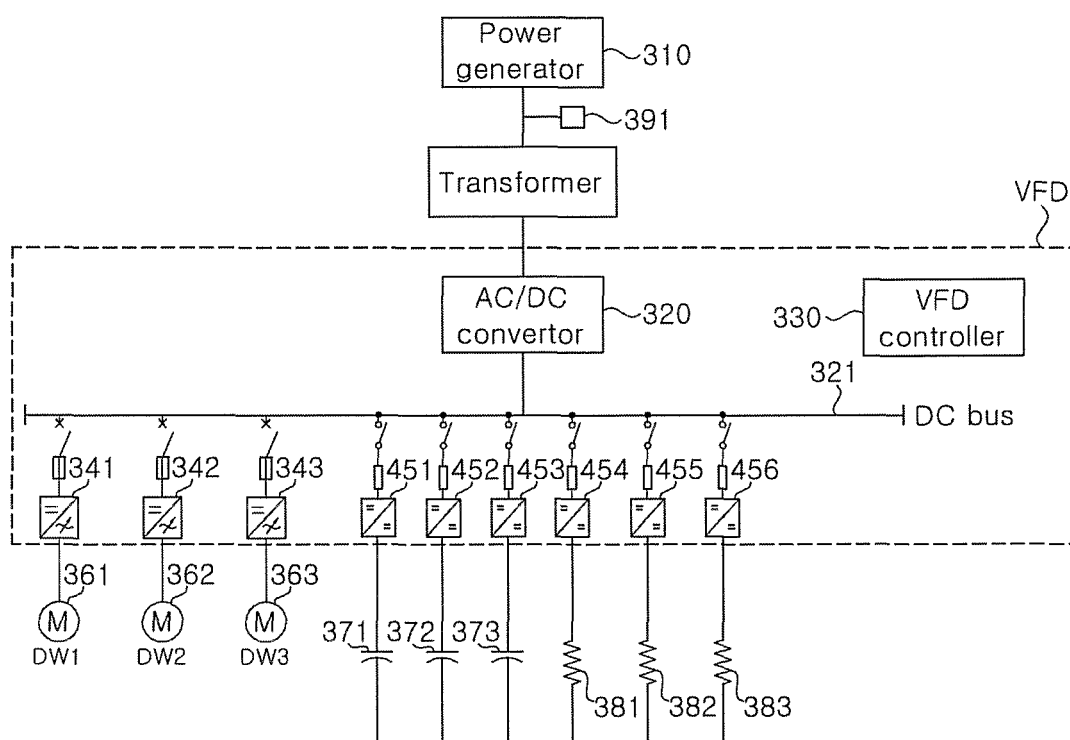 Power
generator
310
391
Transformer
VFD
AC/DC
convertor
320
330
VFD
controller
321
DC bus
341
342
343
451
452
453
454
455
456
361
362
363
M
M
M
DW1
DW2
DW3
371
372
373
381
382
383